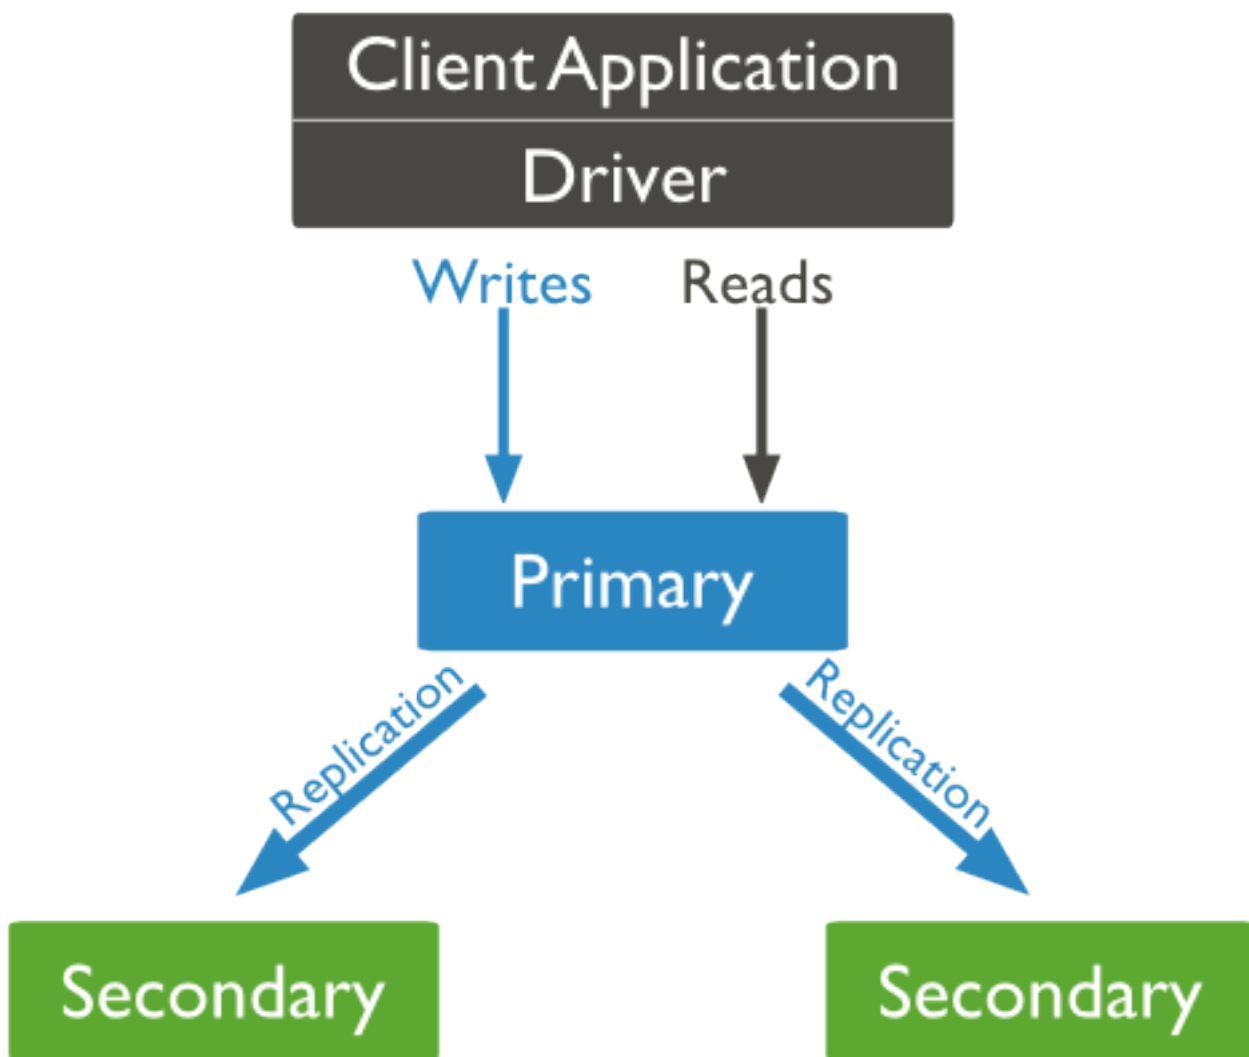 Client Application
Driver
Writes
Reads
Primary
Replication
Replication
Secondary
Secondary